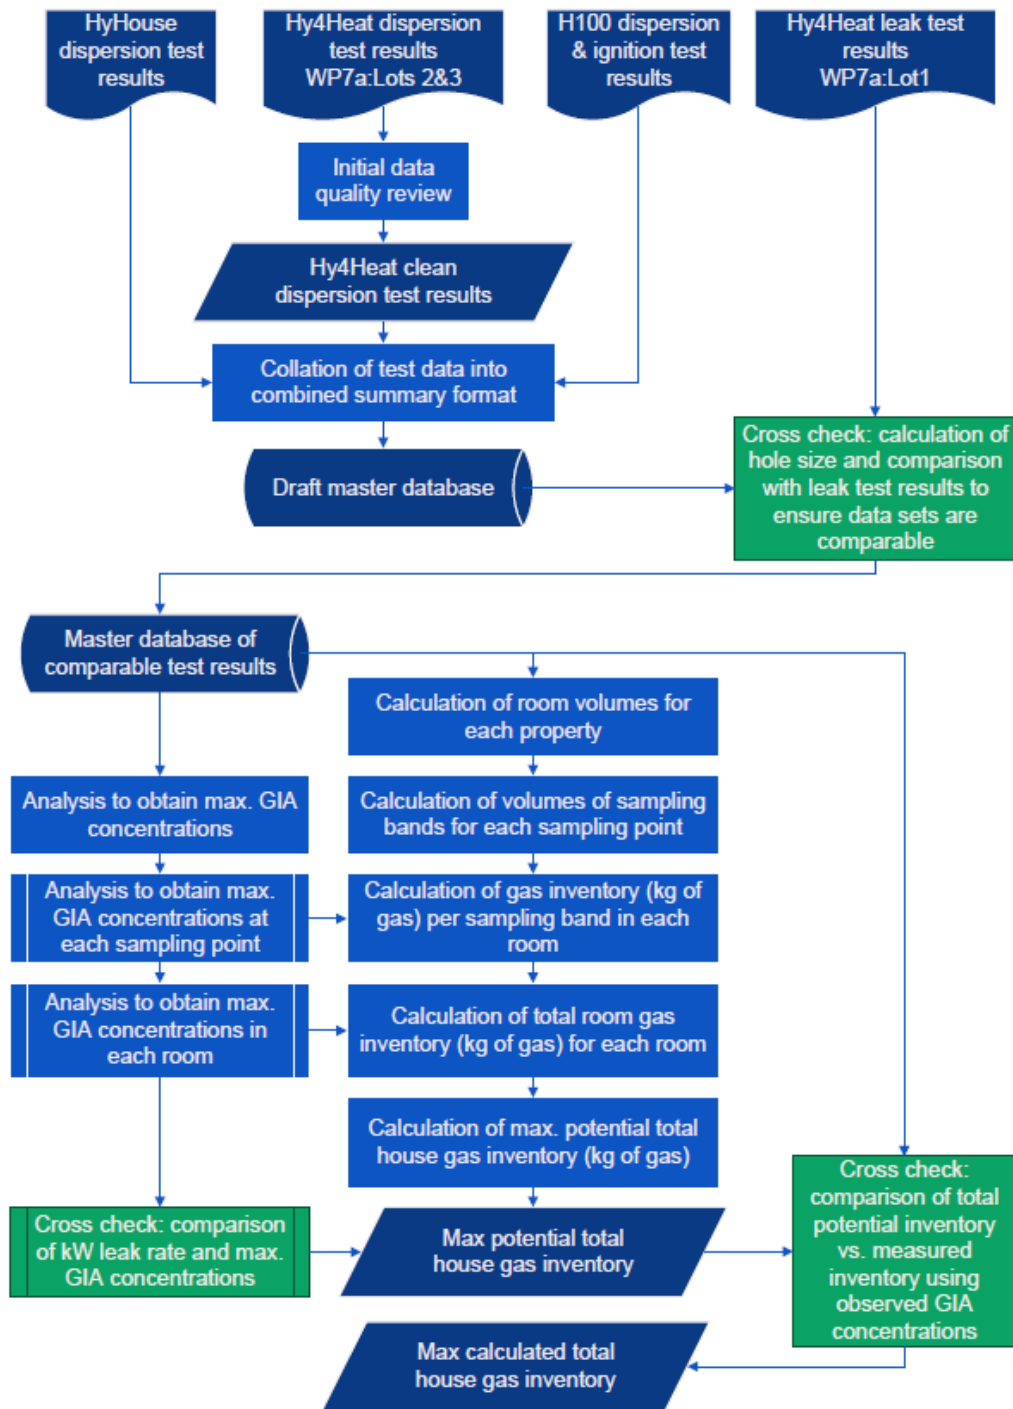 HyHouse
dispersion test
results
Hy4Heat dispersion
test results
WP7a:Lots 2&3
H100 dispersion
& ignition test
results
Hy4Heat leak test
results
WP7a:Lot1
Initial data
quality review
Hy4Heat clean
dispersion test results
Collation of test data into
combined summary format
Draft master database
Cross check: calculation of
hole size and comparison
with leak test results to
ensure data sets are
comparable
Master database of
comparable test results
Calculation of room volumes for
each property
Analysis to obtain max. GIA
concentrations
Calculation of volumes of sampling
bands for each sampling point
Analysis to obtain max.
GIA concentrations at
each sampling point
Calculation of gas inventory (kg of
gas) per sampling band in each
room
Analysis to obtain max.
GIA concentrations in
each room
Calculation of total room gas
inventory (kg of gas) for each room
Calculation of max. potential total
house gas inventory (kg of gas)
Cross check: comparison
of kW leak rate and max.
GIA concentrations
Max potential total
house gas inventory
Cross check:
comparison of total
potential inventory
vs. measured
inventory using
observed GIA
concentrations
Max calculated total
house gas inventory